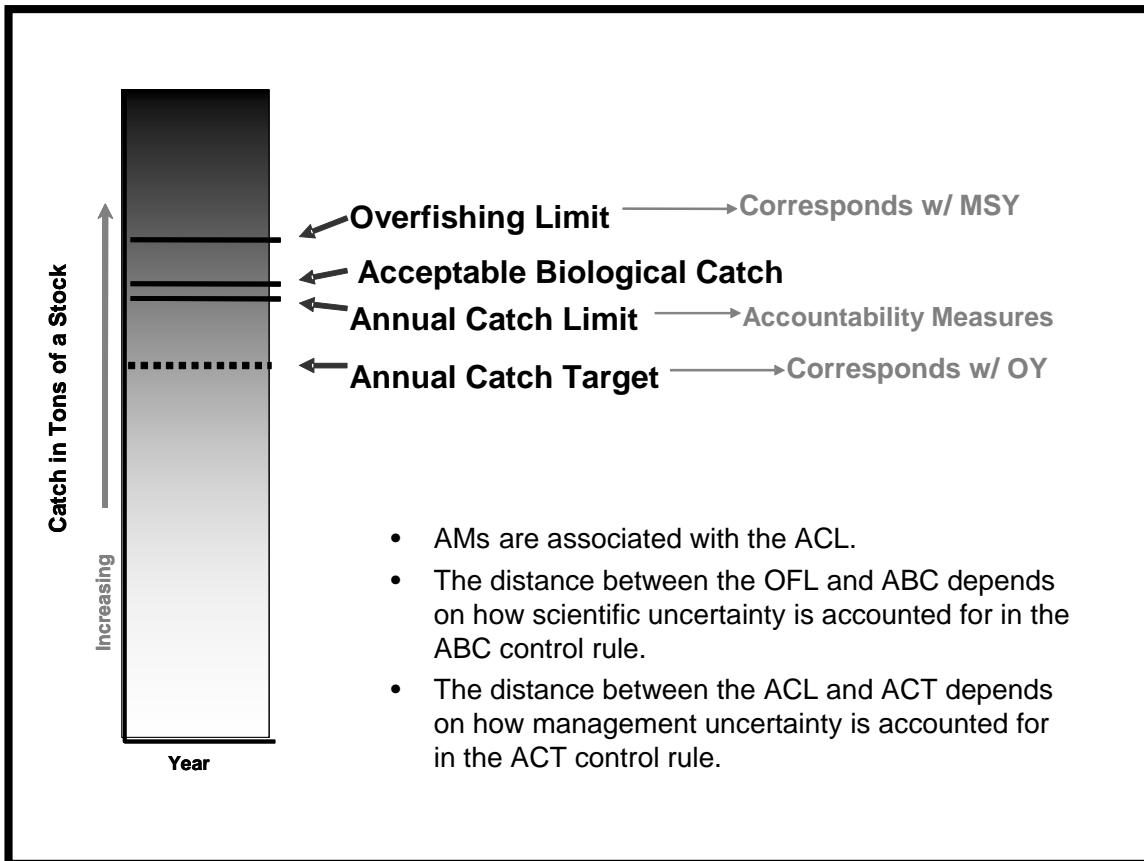 Overfishing Limit
Corresponds w/ MSY
Acceptable Biological Catch
Annual Catch Limit
Accountability Measures
Annual Catch Target
Corresponds w/ OY
Catch in Tons of a Stock
Increasing
Year
• AMs are associated with the ACL.
• The distance between the OFL and ABC depends
on how scientific uncertainty is accounted for in the
ABC control rule.
• The distance between the ACL and ACT depends
on how management uncertainty is accounted for
in the ACT control rule.